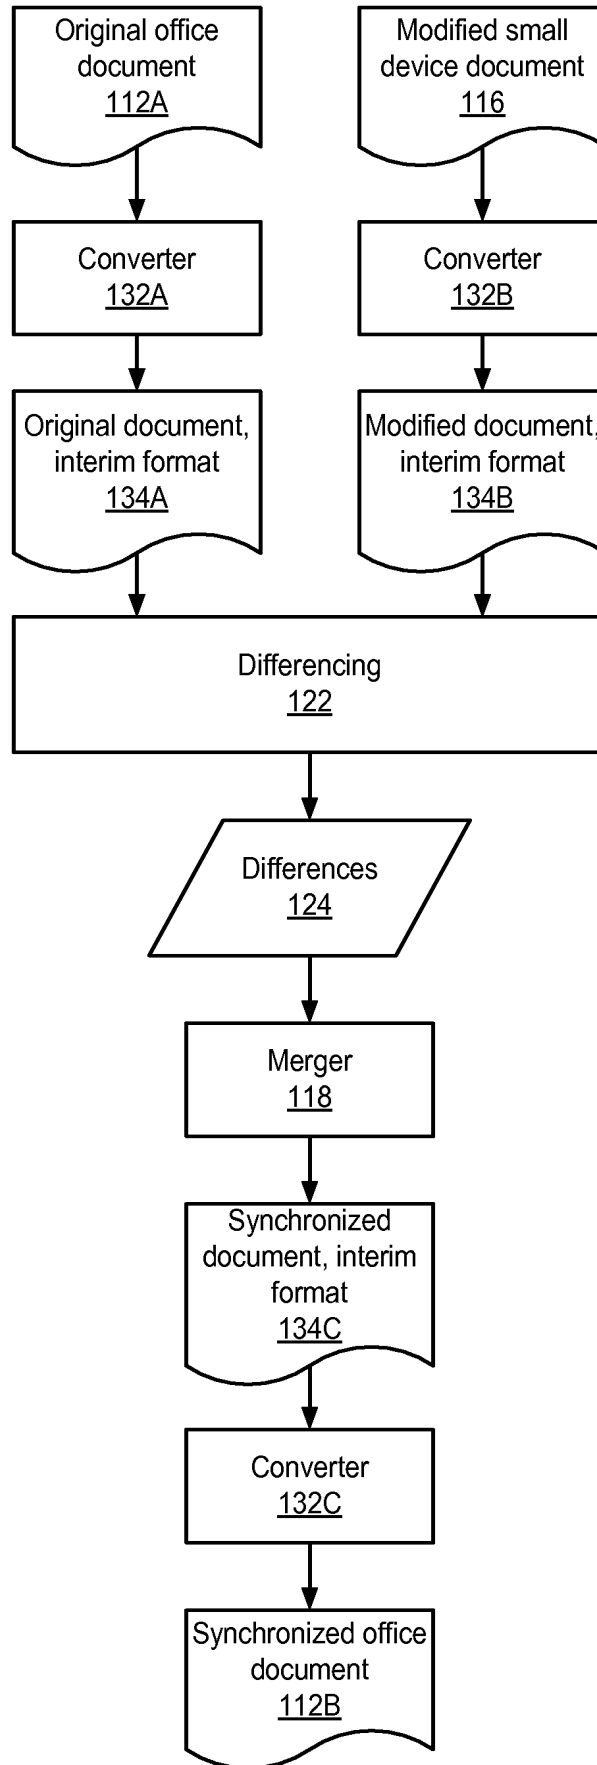 Original office
document
112A
Modified small
device document
116
Converter
132A
Converter
132B
Original document,
interim format
134A
Modified document,
interim format
134B
Differencing
122
Differences
124
Merger
118
Synchronized
document, interim
format
134C
Converter
132C
Synchronized office
document
112B